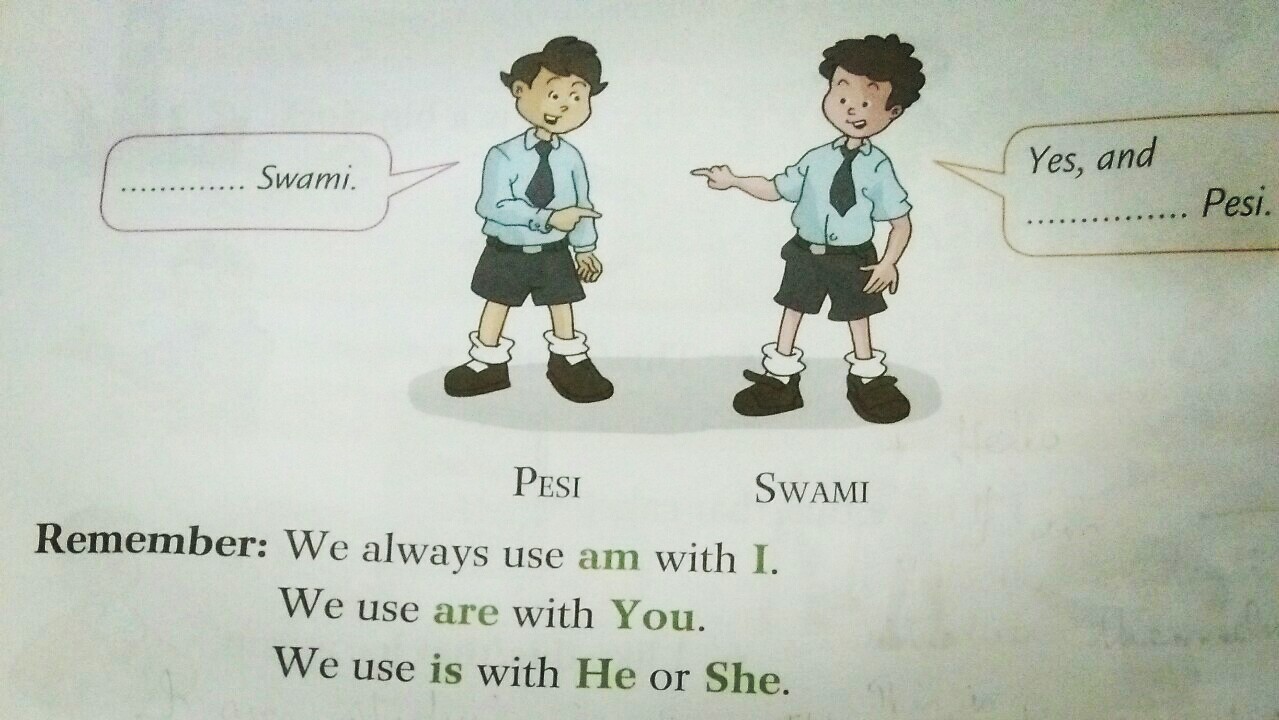 ............. Swami.
Yes, and
................ Pesi.
PESI
SWAMI
Remember: We always use am with I.
We use are with You.
We use is with He or She.